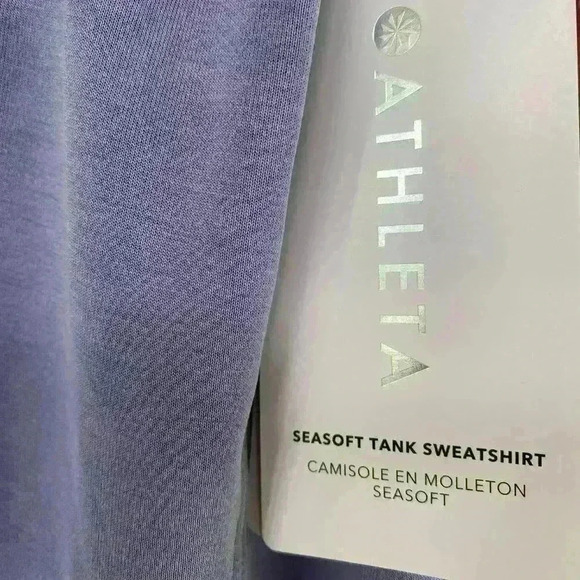 ATHLETA
SEASOFT TANK SWEATSHIRT
CAMISOLE EN MOLLETON
SEASOFT